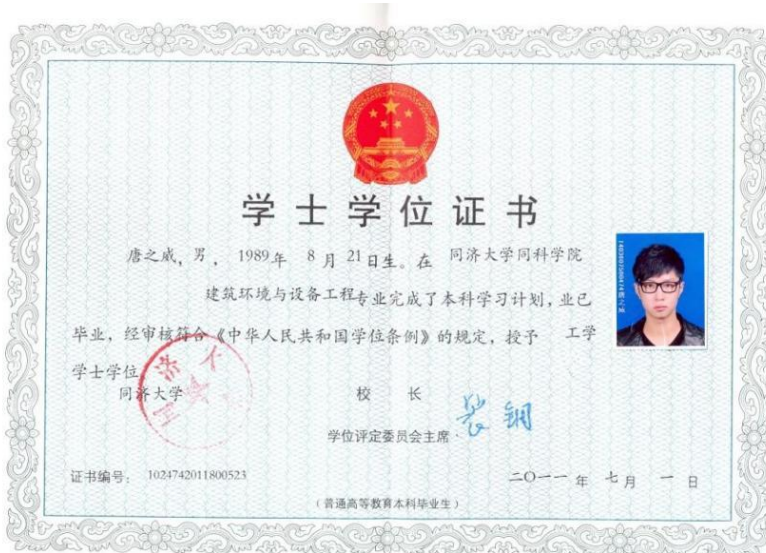 学士学位证书
唐之威, 男, 1989年 8月 21日生。在 同济大学同科学院
建筑环境与设备工程专业完成了本科学习计划, 业已
毕业, 经审核符合《中华人民共和国学位条例》的规定, 授予 工学
学士学位。
同济大学 校 长
学位评定委员会主席
证书编号: 1024742011800523 二〇一一 年 七 月 一 日
(普通高等教育本科毕业生)